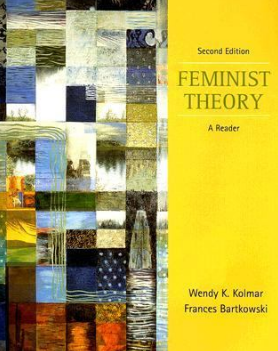 Second Edition
FEMINIST
THEORY
A Reader
Wendy K. Kolmar
Frances Bartkowski